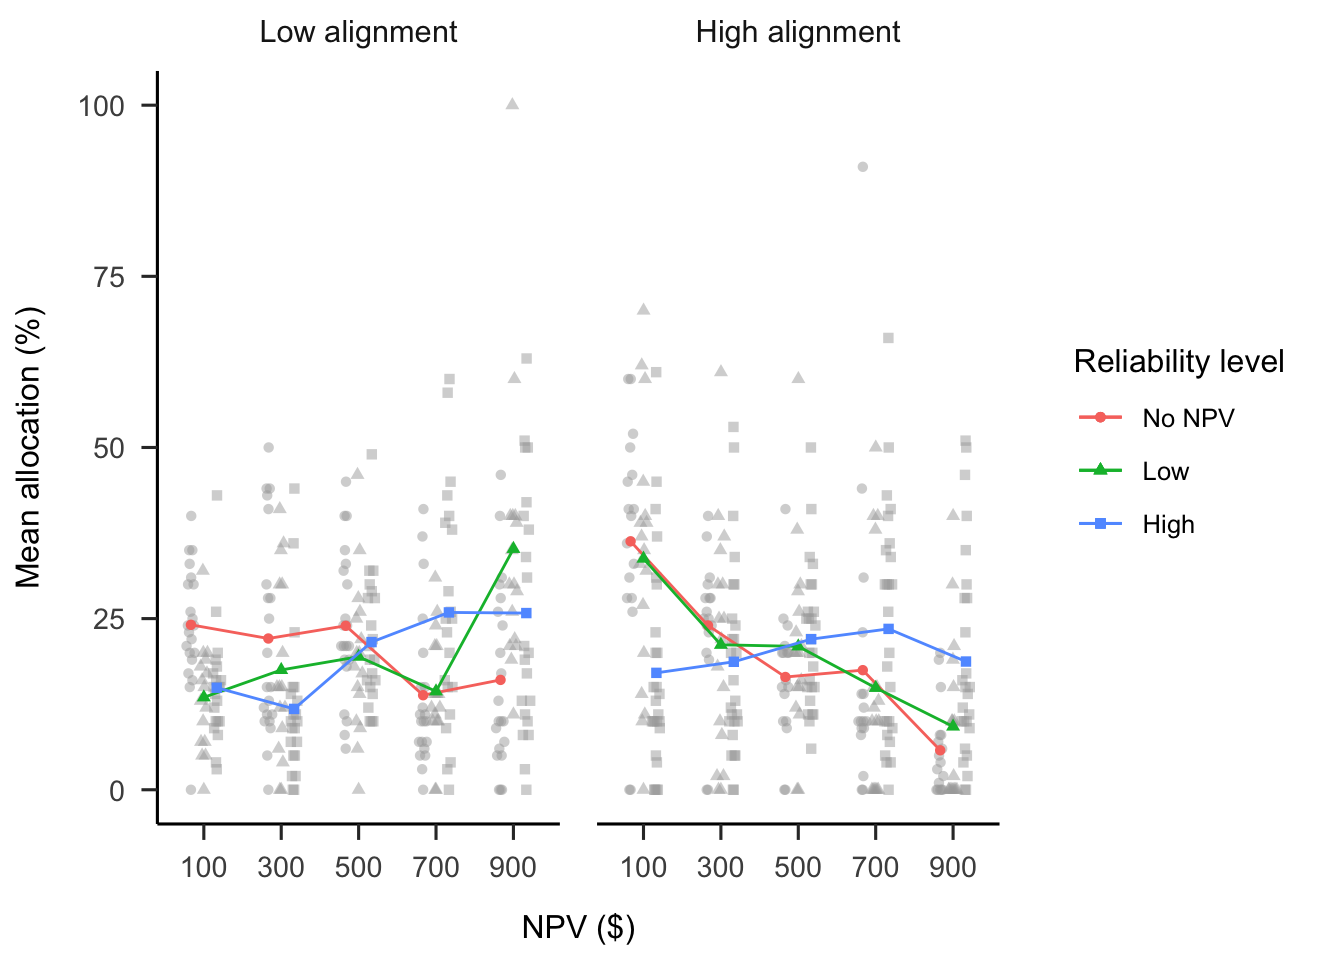 Low alignment
High alignment
Mean allocation (%)
100
75
50
25
0
100 300 500 700 900
100 300 500 700 900
NPV ($)
Reliability level
No NPV
Low
High